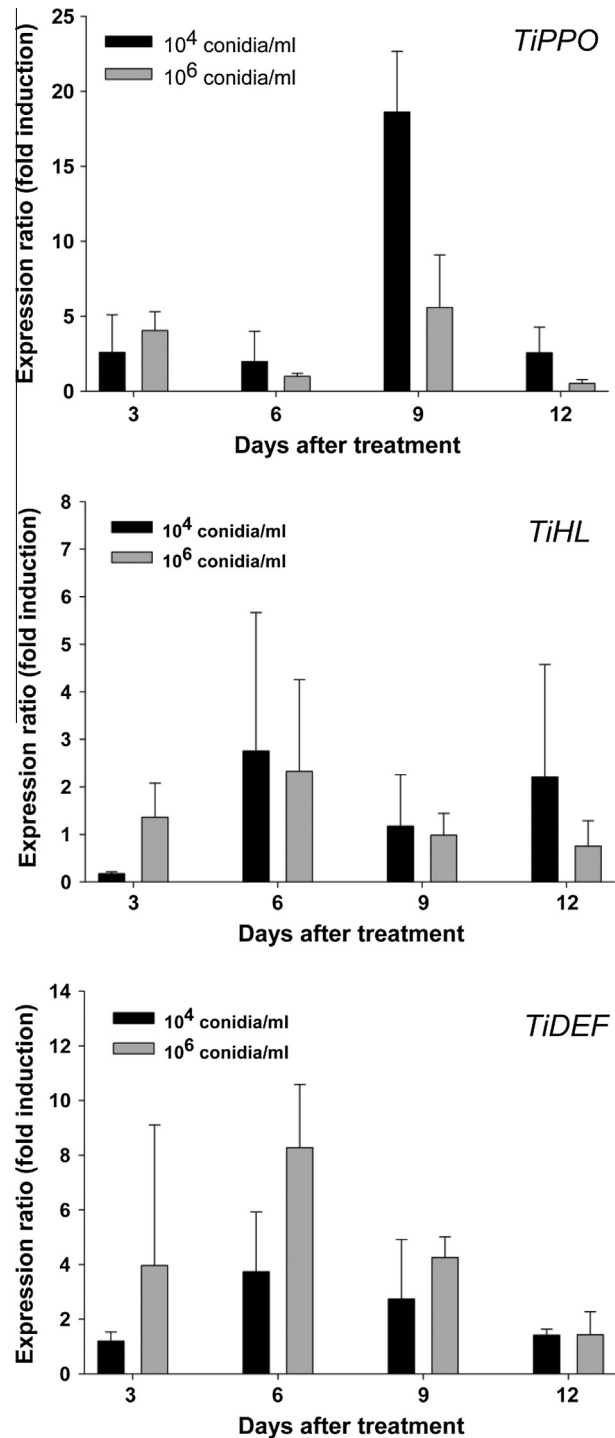 TiPPO
10⁴ conidia/ml
10⁶ conidia/ml
Expression ratio (fold induction)
25
20
15
10
5
0
3 6 9 12
Days after treatment
TiHL
10⁴ conidia/ml
10⁶ conidia/ml
Expression ratio (fold induction)
8
7
6
5
4
3
2
1
0
3 6 9 12
Days after treatment
TiDEF
10⁴ conidia/ml
10⁶ conidia/ml
Expression ratio (fold induction)
14
12
10
8
6
4
2
0
3 6 9 12
Days after treatment